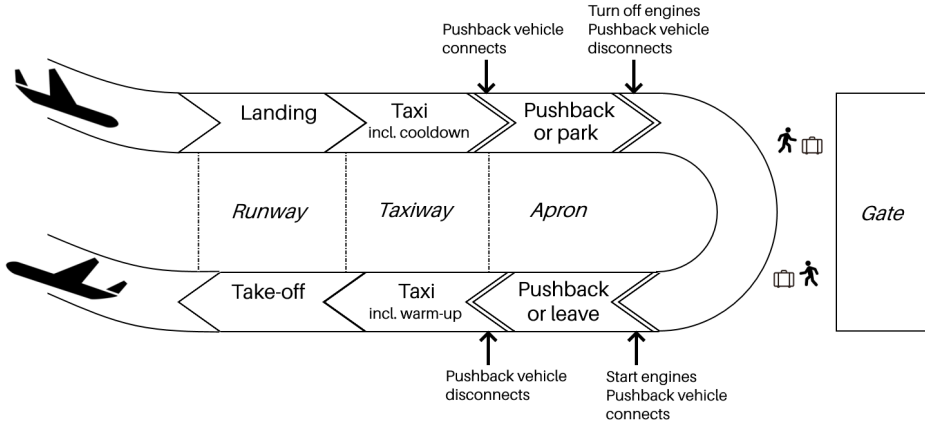 Turn off engines
Pushback vehicle
disconnects
Pushback vehicle
connects
Landing
Taxi
incl. cooldown
Pushback
or park
Runway
Taxiway
Apron
Gate
Take-off
Taxi
incl. warm-up
Pushback
or leave
Pushback vehicle
disconnects
Start engines
Pushback vehicle
connects